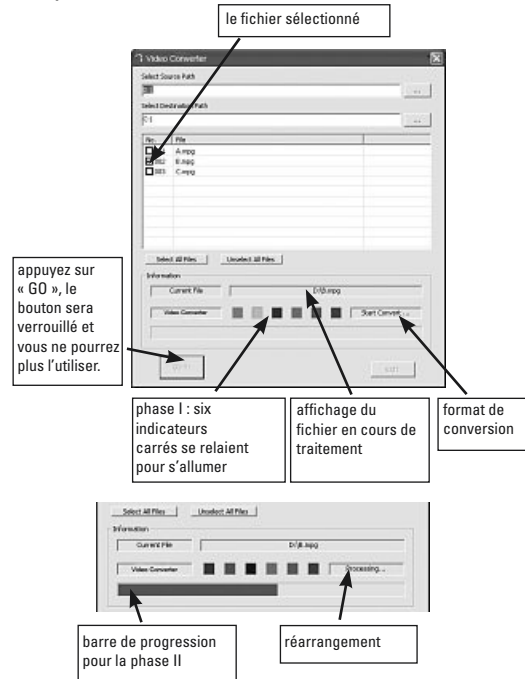 le fichier sélectionné
Video Converter
Select Source Path
...
Select Destination Path
C:\
...
No. File
A.mpg
002 B.mpg
003 C.mpg
Select All Files Unselect All Files
Information
Current File D:\B.mpg
Video Converter Start Convert...
appuyez sur
« GO », le
bouton sera
verrouillé et
vous ne pourrez
plus l’utiliser.
phase I : six
indicateurs
carrés se relaient
pour s’allumer
affichage du
fichier en cours de
traitement
format de
conversion
Select All Files Unselect All Files
Information
Current File D:\B.mpg
Video Converter Processing...
barre de progression
pour la phase II
réarrangement